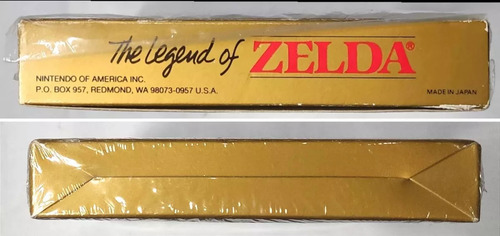 The Legend of ZELDA®
NINTENDO OF AMERICA INC.
P.O. BOX 957, REDMOND, WA 98073-0957 U.S.A.
MADE IN JAPAN